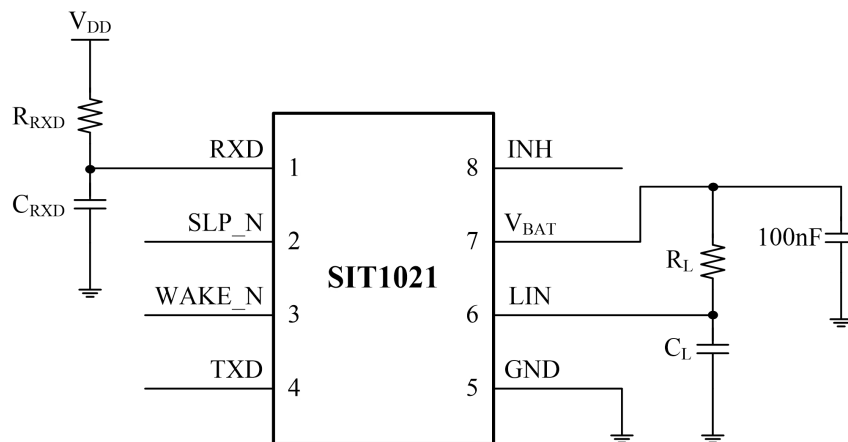 VDD
RRXD
RXD 1
CRXD
SLP_N 2
WAKE_N 3
TXD 4
SIT1021
8 INH
7 VBAT
6 LIN
5 GND
RL
CL
100nF